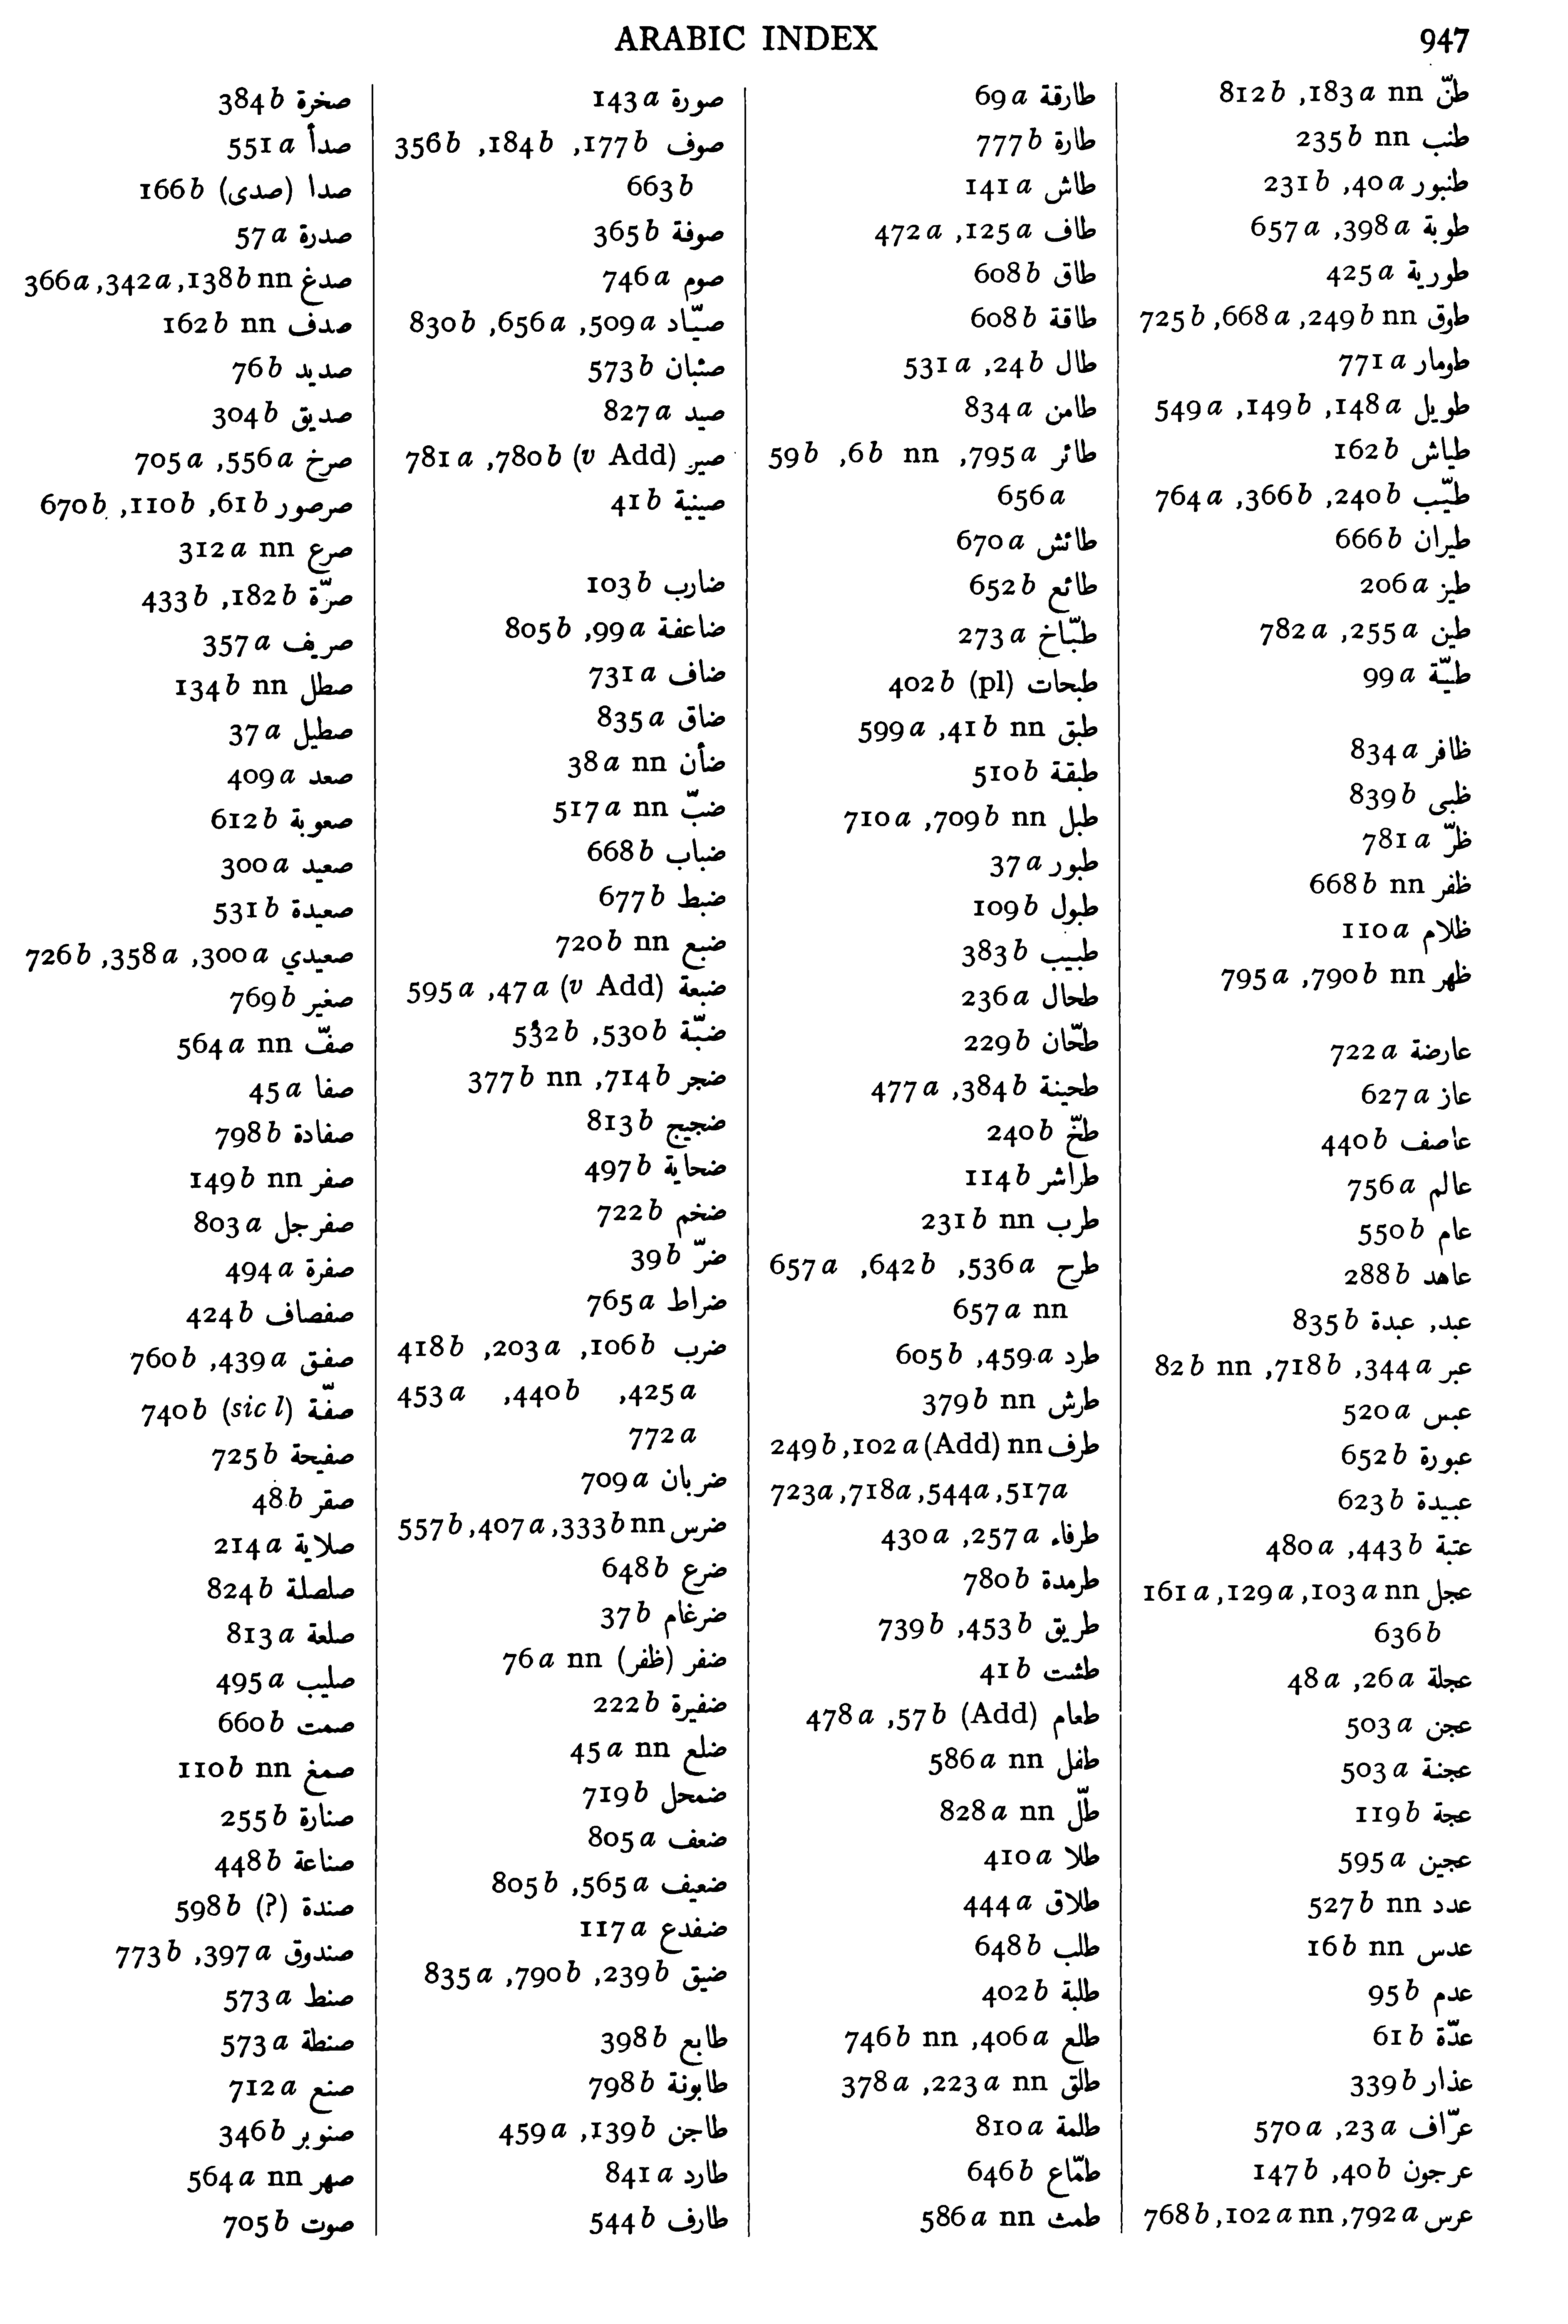 ARABIC INDEX 947
صخرة 384b
صدأ 551a
صدا (صدى) 166b
صدرة 57a
صدغ 138b nn, 342a, 366a
صدف 162b nn
صديد 76b
صديق 304b
صرخ 556a, 705a
صرصور 61b, 110b, 670b
صرع 312a nn
صرّة 182b, 433b
صريف 357a
صطل 134b nn
صطيل 37a
صعد 409a
صعوبة 612b
صعيد 300a
صعيدة 531b
صعيدي 300a, 358a, 726b
صغير 769b
صفّ 564a nn
صفا 45a
صفادة 798b
صفر 149b nn
صفرجل 803a
صفرة 494a
صفصاف 424b
صفق 439a, 760b
صفّة (sic l) 740b
صفيحة 725b
صقر 48b
صلاية 214a
صلصلة 824b
صلعة 813a
صليب 495a
صمت 660b
صمغ 110b nn
صنارة 255b
صناعة 448b
صندة (?) 598b
صندوق 397a, 773b
صنط 573a
صنطة 573a
صنع 712a
صنوبر 346b
صهر 564a nn
صوت 705b
صورة 143a
صوف 177b, 184b, 356b
663b
صوفة 365b
صوم 746a
صيّاد 509a, 656a, 830b
صئبان 573b
صيد 827a
صير (v Add) 780b, 781a
صينية 41b
ضارب 103b
ضاعفة 99a, 805b
ضاف 731a
ضاق 835a
ضأن 38a nn
ضبّ 517a nn
ضباب 668b
ضبط 677b
ضبع 720b nn
ضبعة (v Add) 47a, 595a
ضبّة 530b, 532b
ضجر 714b, 377b nn
ضجيج 813b
ضحاية 497b
ضخم 722b
ضرّ 39b
ضراط 765a
ضرب 106b, 203a, 418b
425a, 440b, 453a
772a
ضربان 709a
ضرس 333b nn, 407a, 557b
ضرع 648b
ضرغام 37b
ضفر (ظفر) 76a nn
ضفيرة 222b
ضلع 45a nn
ضمحل 719b
ضعف 805a
ضعيف 565a, 805b
ضفدع 117a
ضيق 239b, 790b, 835a
طابع 398b
طابونة 798b
طاجن 139b, 459a
طارد 841a
طارف 544b
طارقة 69a
طارة 777b
طاش 141a
طاف 125a, 472a
طاق 608b
طاقة 608b
طال 24b, 531a
طامن 834a
طائر 795a, 6b nn, 59b
656a
طائش 670a
طائع 652b
طبّاخ 273a
طبحات (pl) 402b
طبق 41b nn, 599a
طبقة 510b
طبل 709b nn, 710a
طبور 37a
طبول 109b
طبيب 383b
طحال 236a
طحّان 229b
طحينة 384b, 477a
طخّ 240b
طراشر 114b
طرب 231b nn
طرح 536a, 642b, 657a
657a nn
طرد 459a, 605b
طرش 379b nn
طرف nn (Add) 102a, 249b
517a, 544a, 718a, 723a
طرفاء 257a, 430a
طرمدة 780b
طريق 453b, 739b
طشت 41b
طعام (Add) 57b, 478a
طفل 586a nn
طلّ 828a nn
طلا 410a
طلاق 444a
طلب 648b
طلبة 402b
طلع 406a, 746b nn
طلق 223a nn, 378a
طلمة 810a
طمّاع 646b
طمث 586a nn
طنّ 183a nn, 812b
طنب 235b nn
طنبور 40a, 231b
طوبة 398a, 657a
طورية 425a
طوق 249b nn, 668a, 725b
طومار 771a
طويل 148a, 149b, 549a
طياش 162b
طيّب 240b, 366b, 764a
طيران 666b
طيز 206a
طين 255a, 782a
طيّة 99a
ظافر 834a
ظبى 839b
ظرّ 781a
ظفر 668b nn
ظلام 110a
ظهر 790b nn, 795a
عارضة 722a
عاز 627a
عاصف 440b
عالم 756a
عام 550b
عاهد 288b
عبد, عبدة 835b
عبر 344a, 718b, 82b nn
عبس 520a
عبورة 652b
عبيدة 623b
عتبة 443b, 480a
عجل 103a nn, 129a, 161a
636b
عجلة 26a, 48a
عجن 503a
عجنة 503a
عجة 119b
عجين 595a
عدد 527b nn
عدس 16b nn
عدم 95b
عدّة 61b
عذار 339b
عرّاف 23a, 570a
عرجون 40b, 147b
عرس 792a, 102a nn, 768b